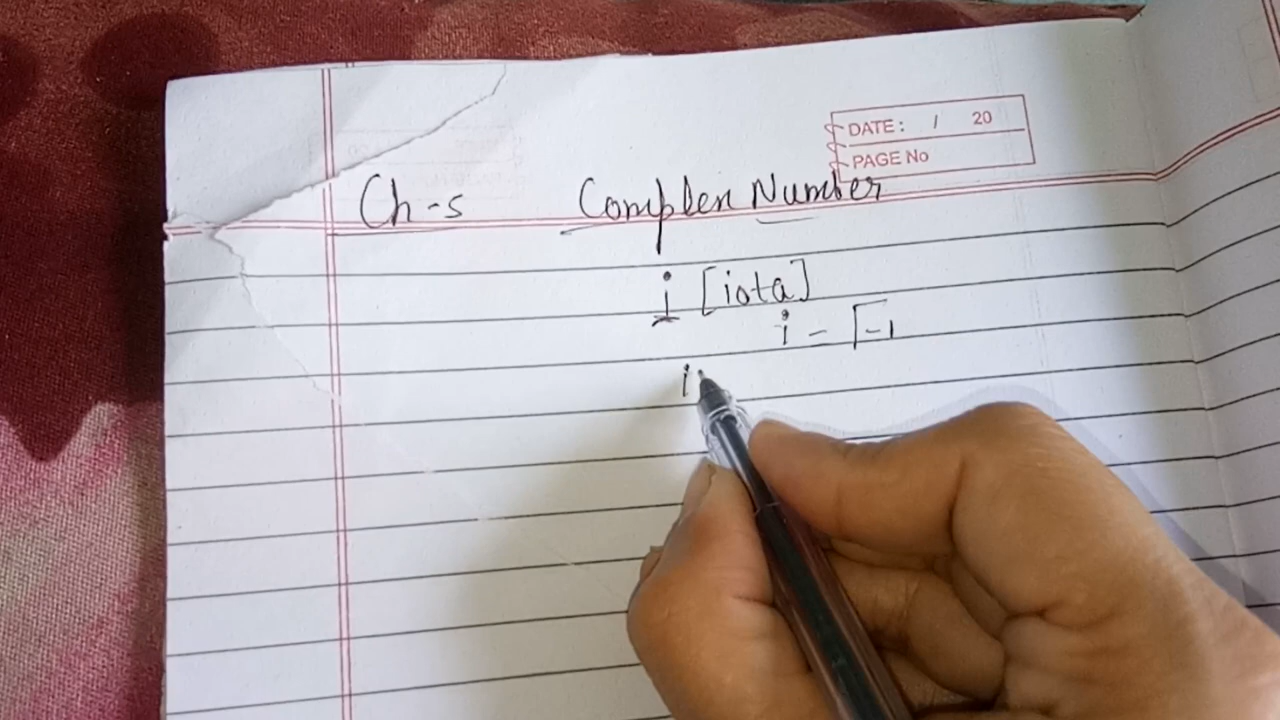 DATE: / 20
PAGE No
Ch-5 Complex Number
i [iota]
i = √-1
i